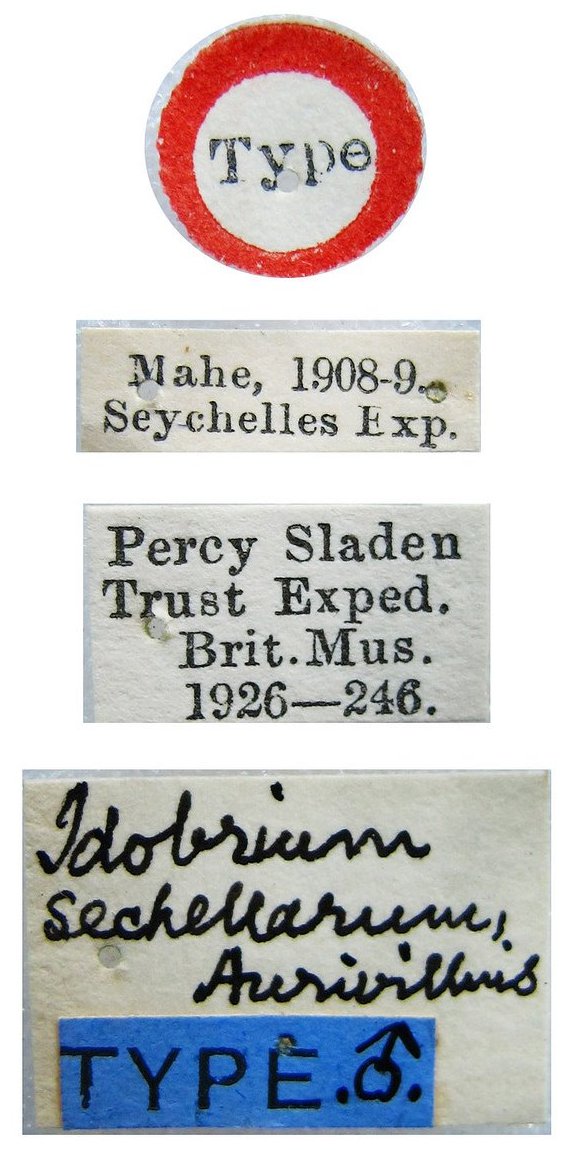 Type
Mahe, 1908-9.
Seychelles Exp.
Percy Sladen
Trust Exped.
Brit. Mus.
1926—246.
Idobrium
sechellarum,
Aurivillius
TYPE.♂.